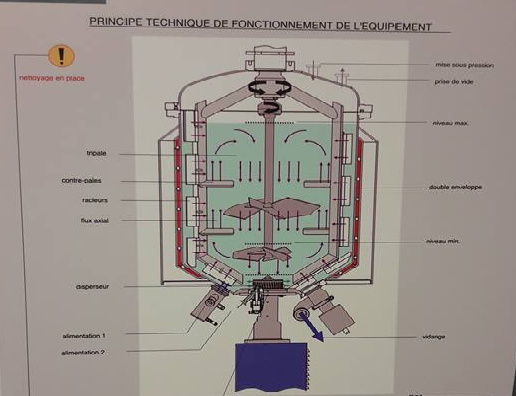 PRINCIPE TECHNIQUE DE FONCTIONNEMENT DE L'EQUIPEMENT
!
nettoyage en place
mise sous pression
prise de vide
niveau max.
tripale
contre-pales
double enveloppe
racleurs
flux axial
niveau min.
disperseur
alimentation 1
vidange
alimentation 2